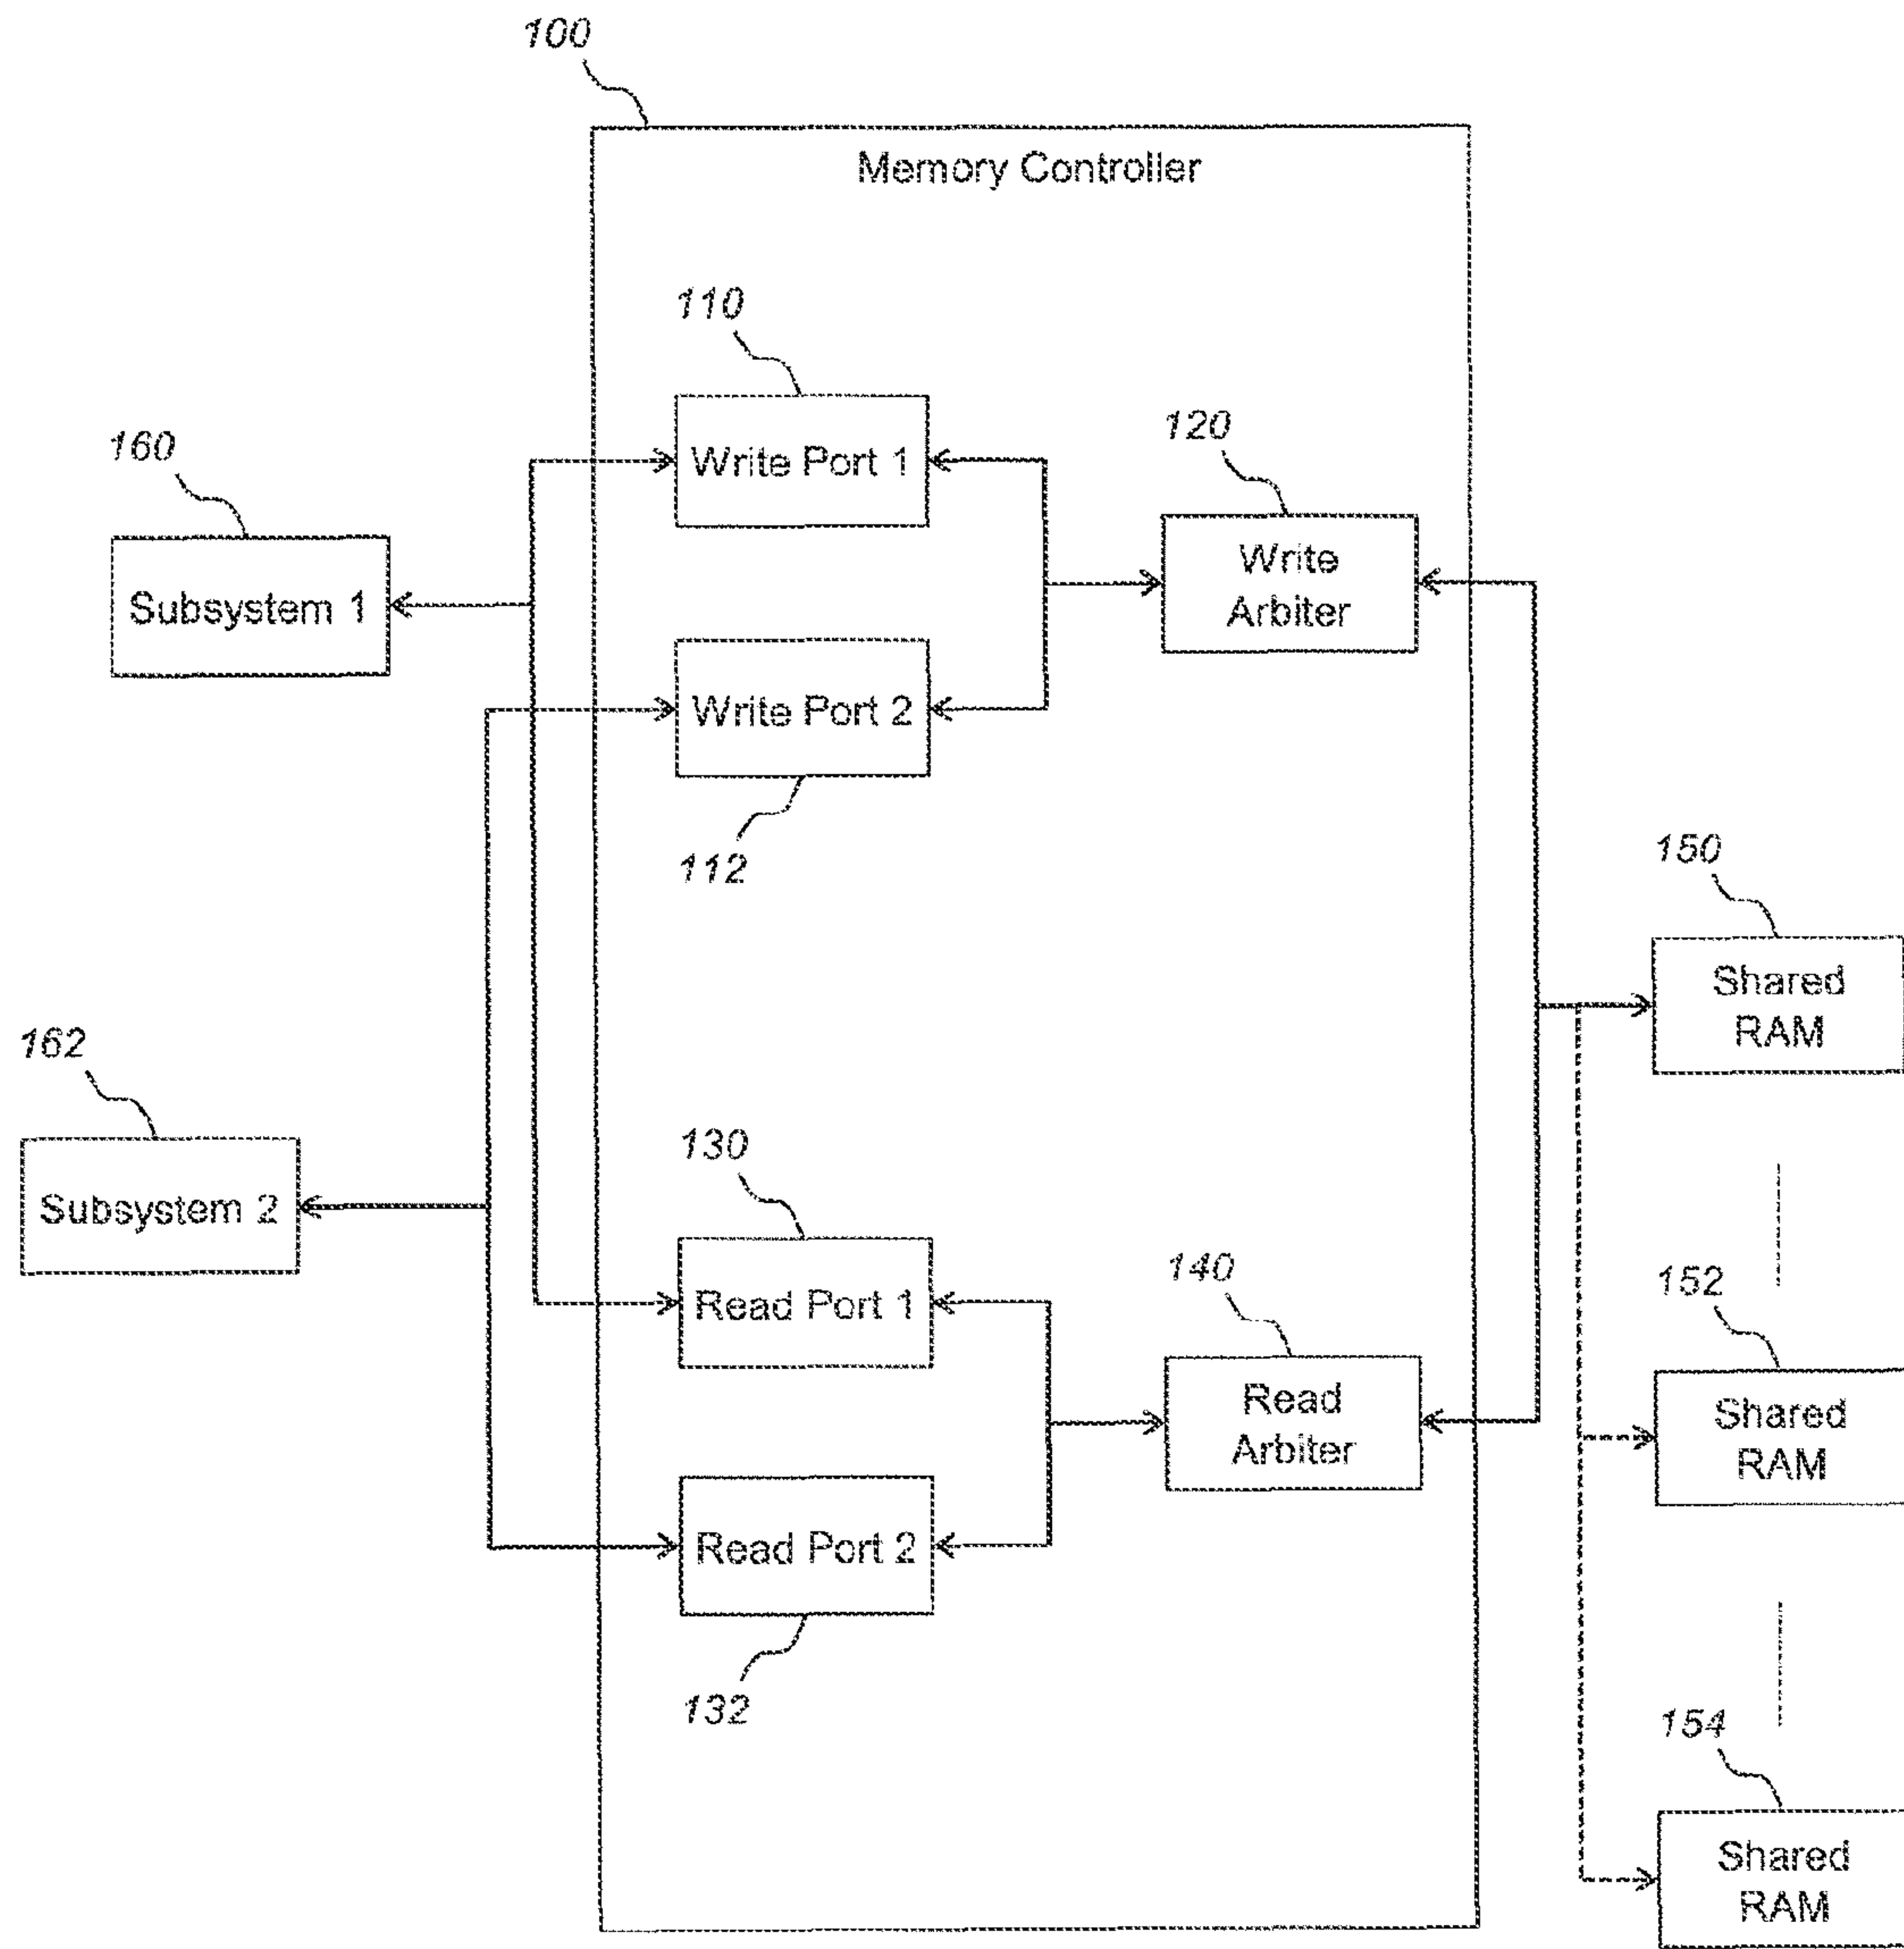 100
Memory Controller
110
Write Port 1
120
160
Write
Arbiter
Subsystem 1
Write Port 2
112
150
Shared
RAM
162
Subsystem 2
130
Read Port 1
140
152
Read
Arbiter
Shared
RAM
Read Port 2
132
154
Shared
RAM